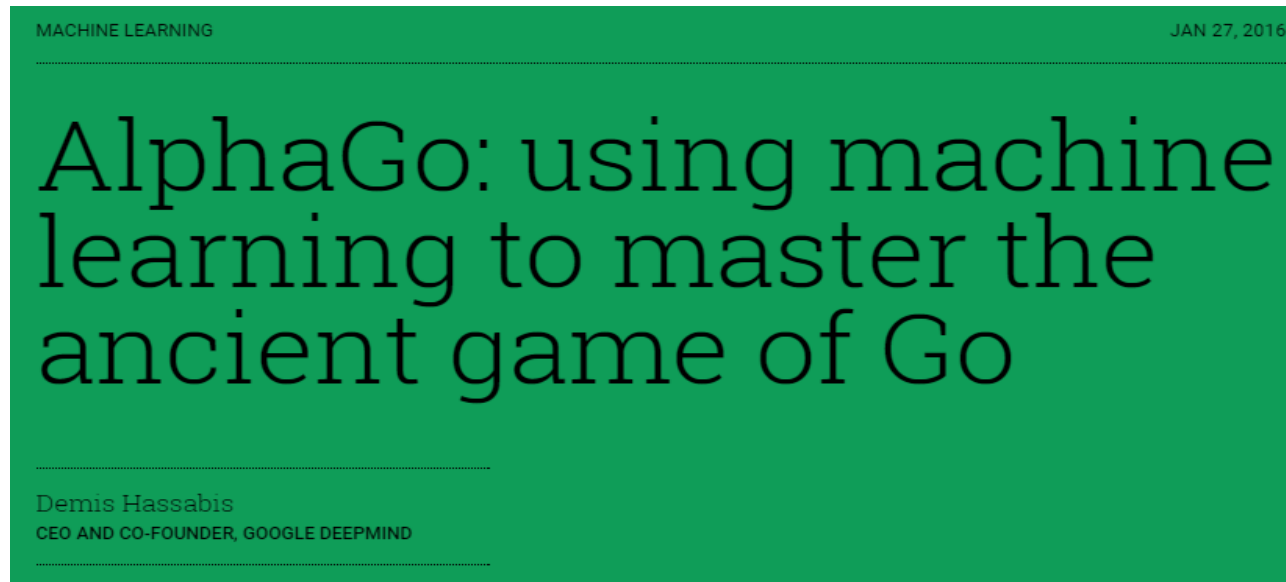 MACHINE LEARNING
JAN 27, 2016
AlphaGo: using machine
learning to master the
ancient game of Go
Demis Hassabis
CEO AND CO-FOUNDER, GOOGLE DEEPMIND